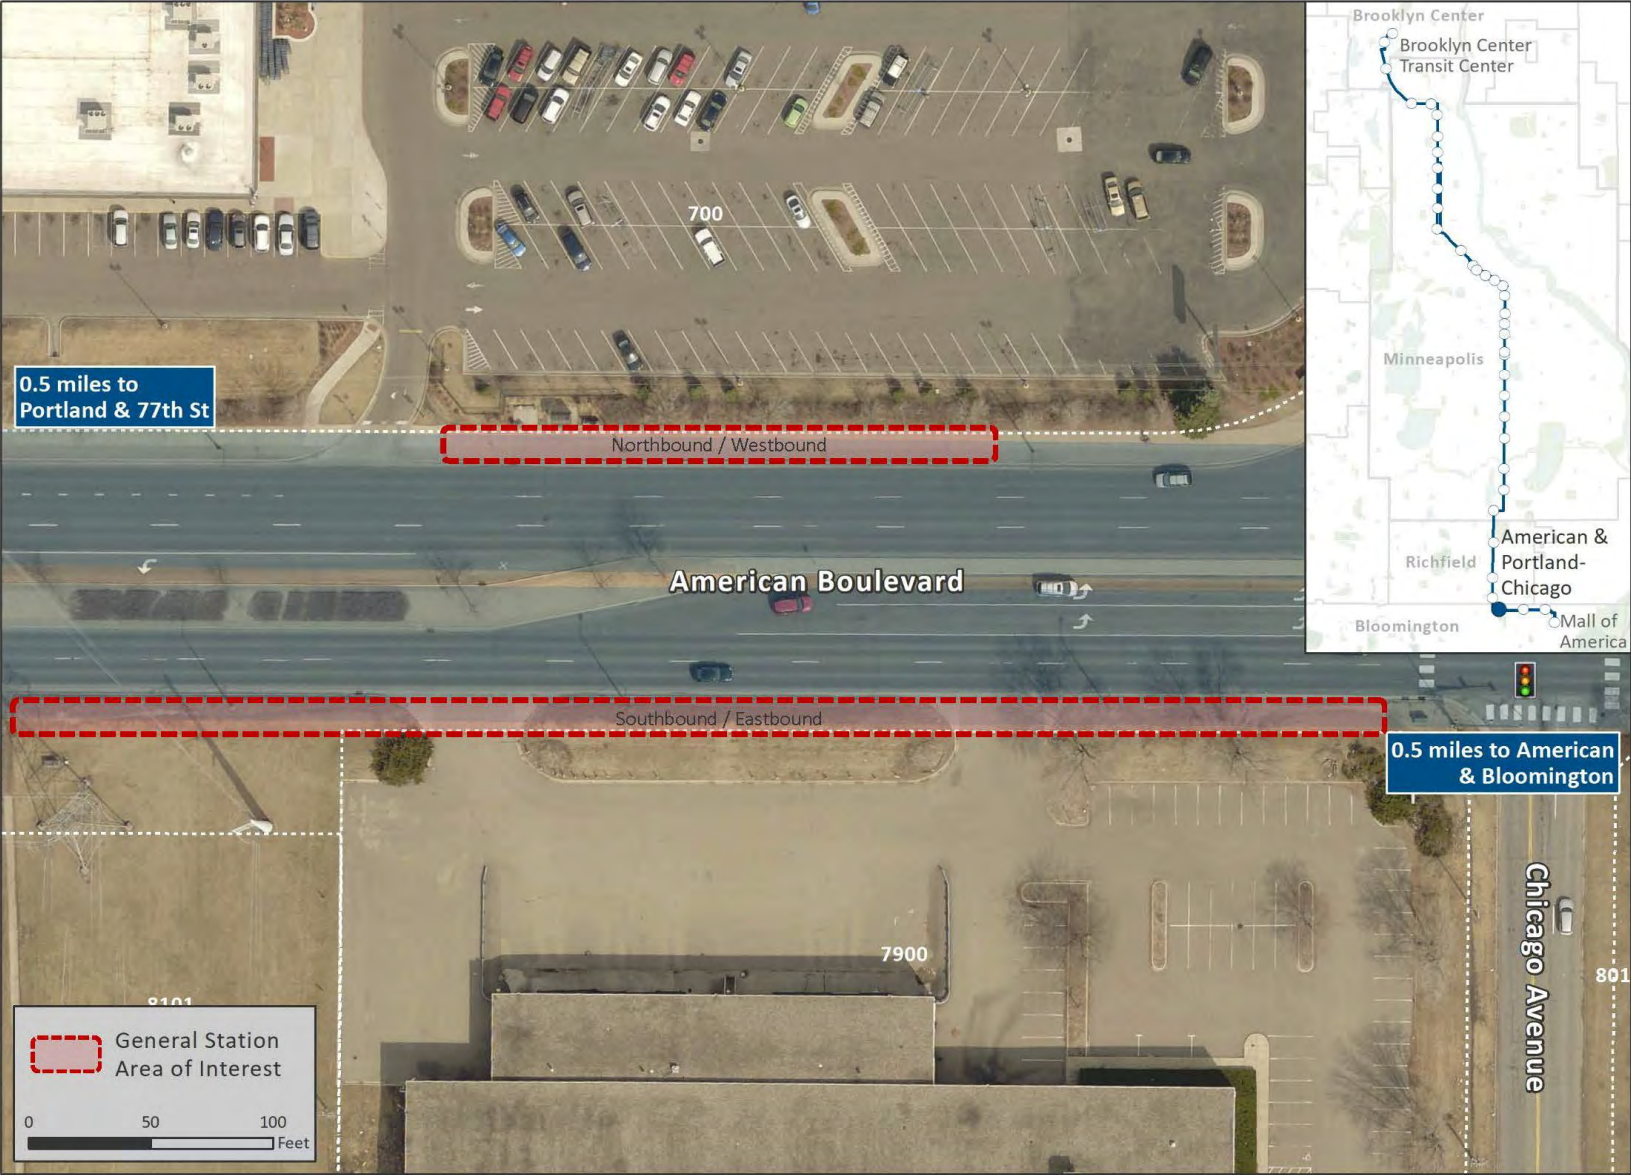 Brooklyn Center
Brooklyn Center
Transit Center
Minneapolis
Richfield
American &
Portland-
Chicago
Bloomington
Mall of
America
700
0.5 miles to
Portland & 77th St
Northbound / Westbound
American Boulevard
Southbound / Eastbound
0.5 miles to American
& Bloomington
7900
Chicago Avenue
801
8101
General Station
Area of Interest
0 50 100
Feet